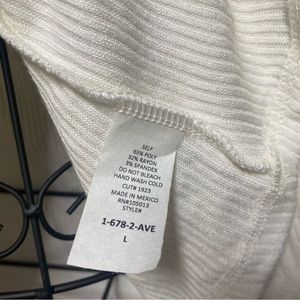 SELF
65% POLY
32% RAYON
3% SPANDEX
DO NOT BLEACH
HAND WASH COLD
CUT# 1923
MADE IN MEXICO
RN#105013
STYLE#
1-678-2-AVE
L